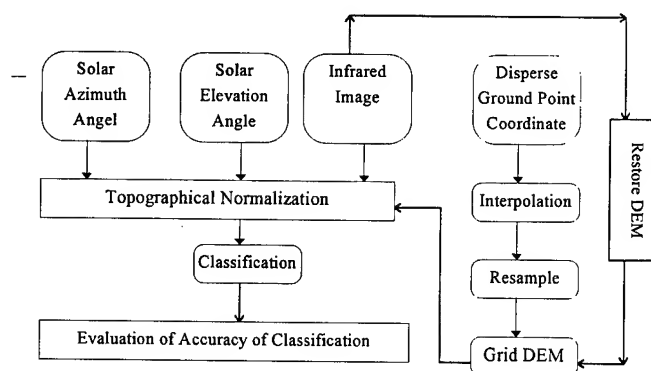 Solar
Azimuth
Angel
Solar
Elevation
Angle
Infrared
Image
Disperse
Ground Point
Coordinate
Restore DEM
Topographical Normalization
Interpolation
Classification
Resample
Evaluation of Accuracy of Classification
Grid DEM